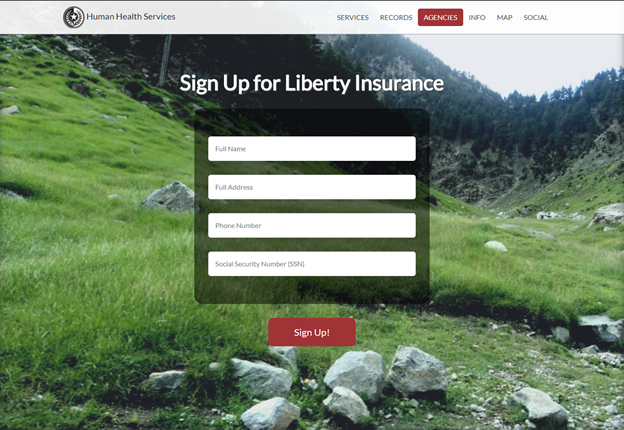 Human Health Services
SERVICES RECORDS AGENCIES INFO MAP SOCIAL
Sign Up for Liberty Insurance
Full Name
Full Address
Phone Number
Social Security Number (SSN)
Sign Up!